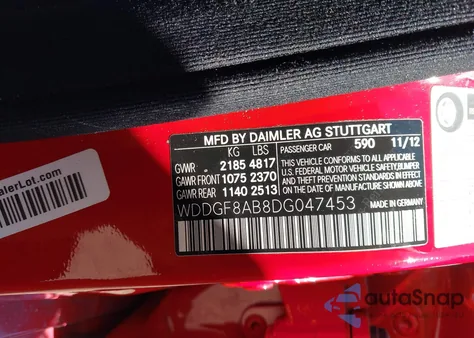 MFD BY DAIMLER AG STUTTGART
KG LBS
GVWR 2185 4817
GAWR FRONT 1075 2370
GAWR REAR 1140 2513
PASSENGER CAR 590 11/12
THIS VEHICLE CONFORMS TO ALL APPLICABLE
U.S. FEDERAL MOTOR VEHICLE SAFETY,BUMPER
AND THEFT PREVENTION STANDARDS IN EFFECT
ON THE DATE OF MANUFACTURE SHOWN ABOVE
WDDGF8AB8DG047453 MADE IN GERMANY
alerLot.com
autoSnap